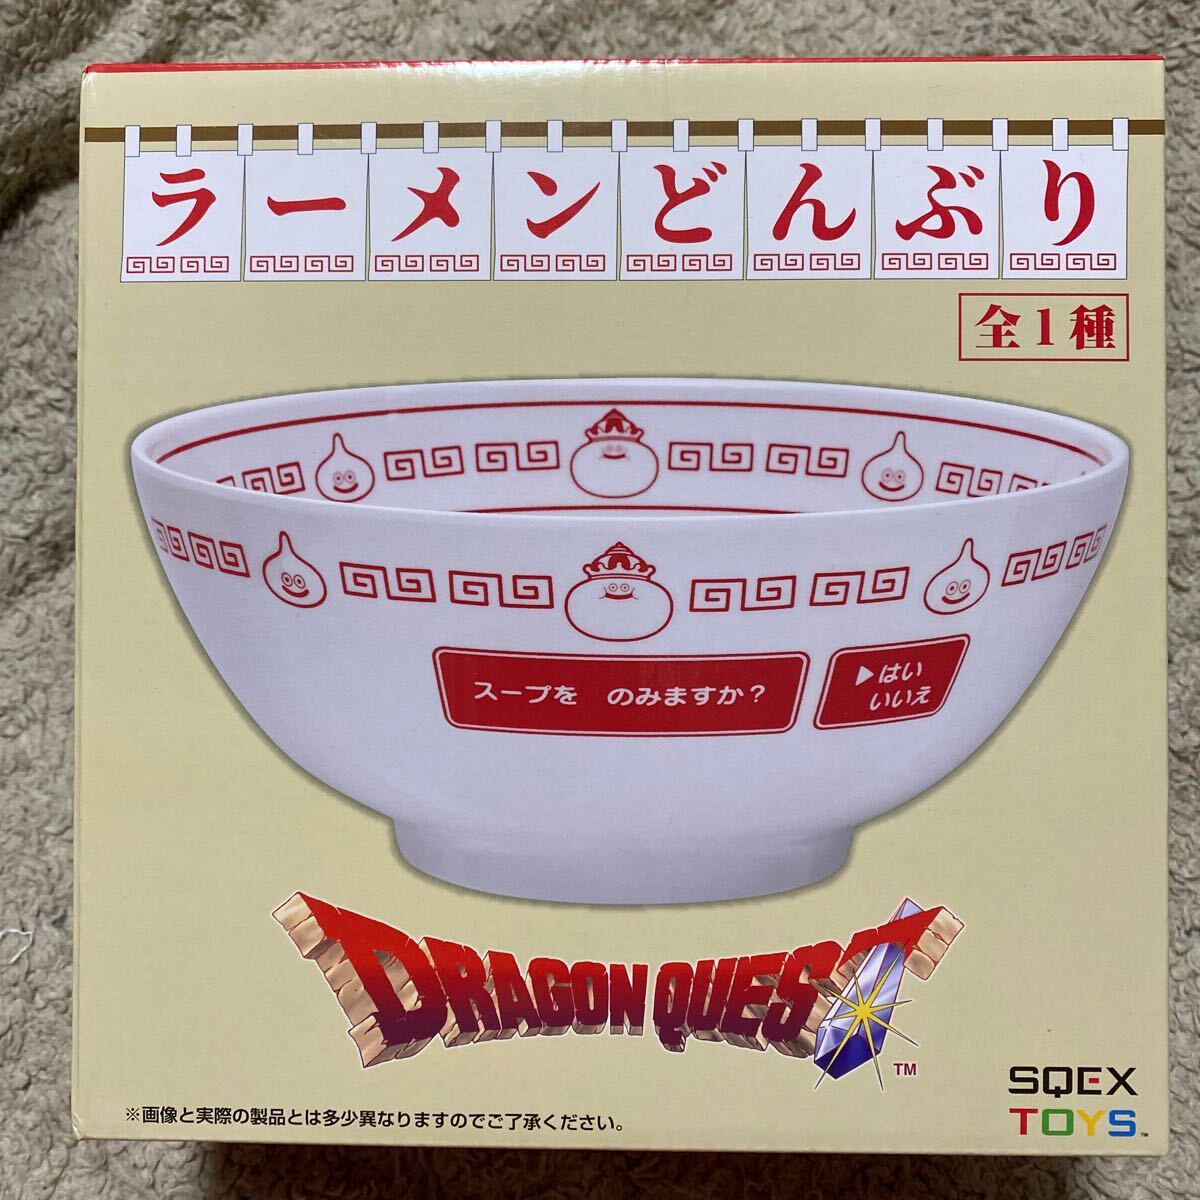 ラーメンどんぶり
全1種
スープを のみますか?
▶はい
いいえ
DRAGON QUEST
TM
SQEX
TOYS™
※画像と実際の製品とは多少異なりますのでご了承ください。